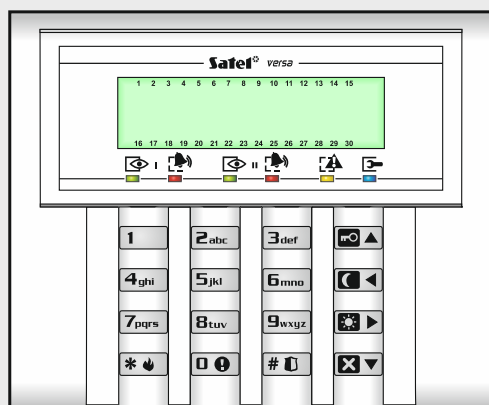 Satel versa
1 2 3 4 5 6 7 8 9 10 11 12 13 14 15
16 17 18 19 20 21 22 23 24 25 26 27 28 29 30
I II
1 2abc 3def
4ghi 5jkl 6mno
7pqrs 8tuv 9wxyz
* 0 #